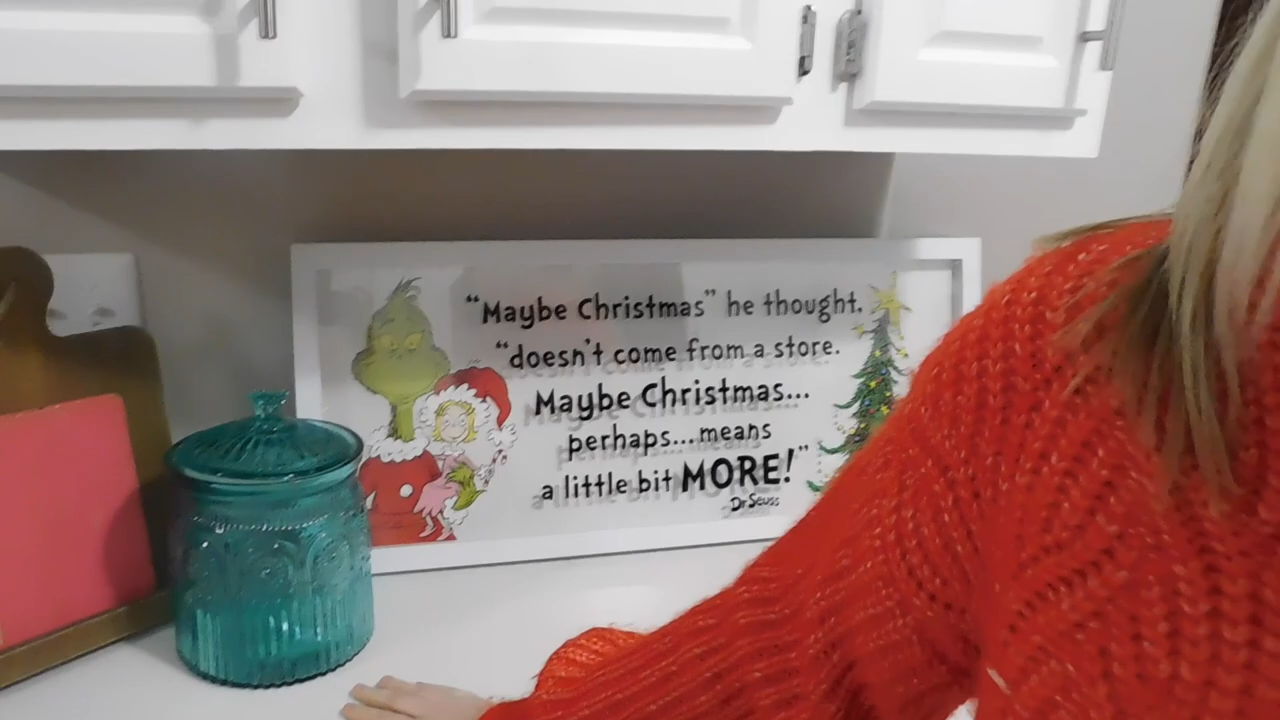 “Maybe Christmas” he thought.
“doesn't come from a store.
Maybe Christmas...
perhaps...means
a little bit MORE!”
Dr Seuss